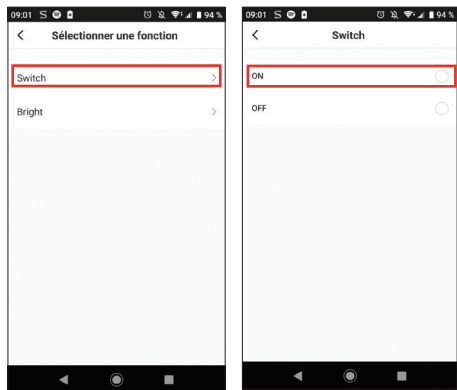 09:01 94 %
Sélectionner une fonction
Switch
Bright
09:01 94 %
Switch
ON
OFF